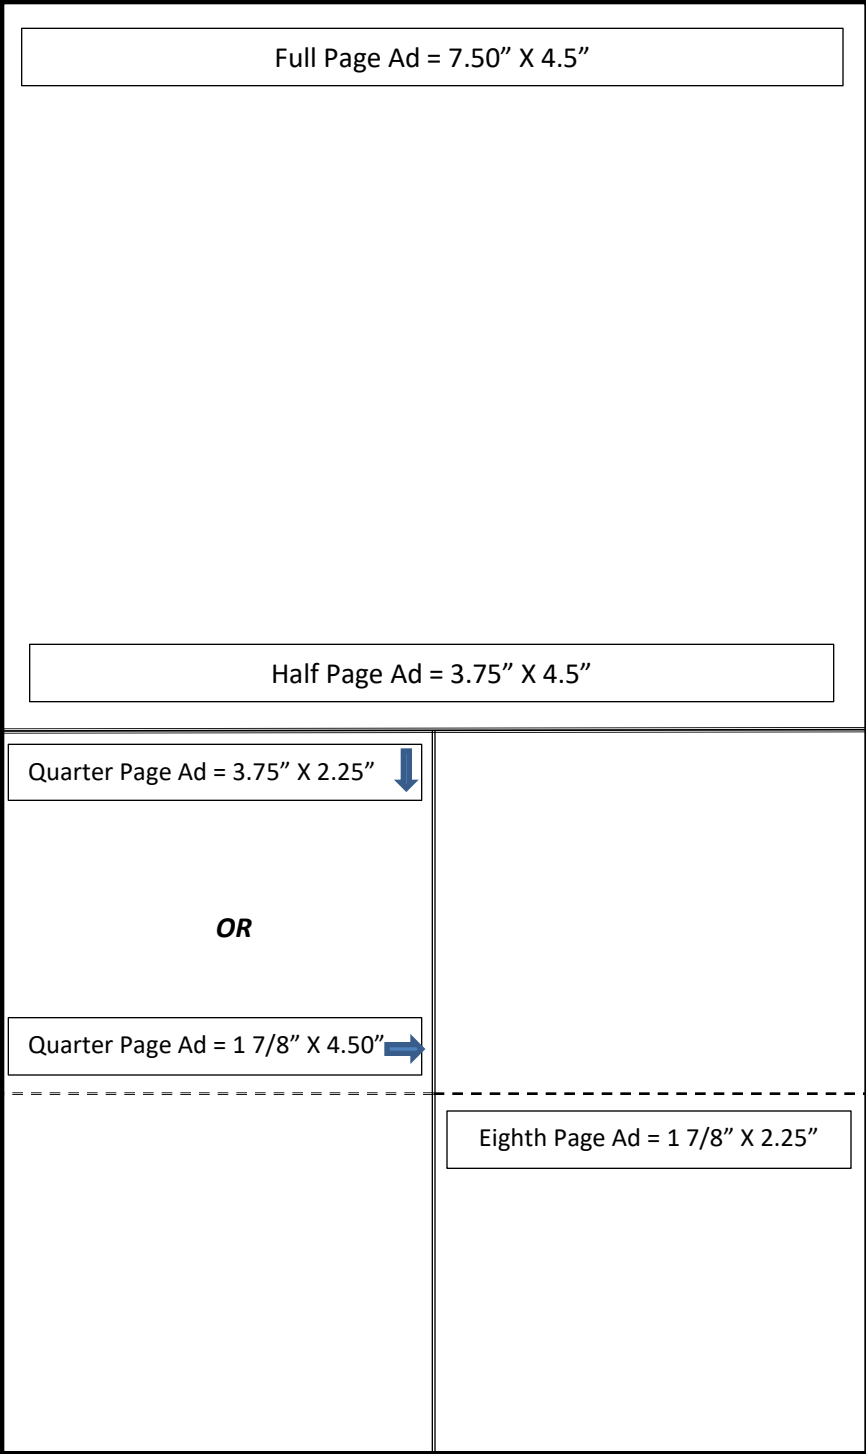 Full Page Ad = 7.50” X 4.5”
Half Page Ad = 3.75” X 4.5”
Quarter Page Ad = 3.75” X 2.25”
OR
Quarter Page Ad = 1 7/8” X 4.50”
Eighth Page Ad = 1 7/8” X 2.25”